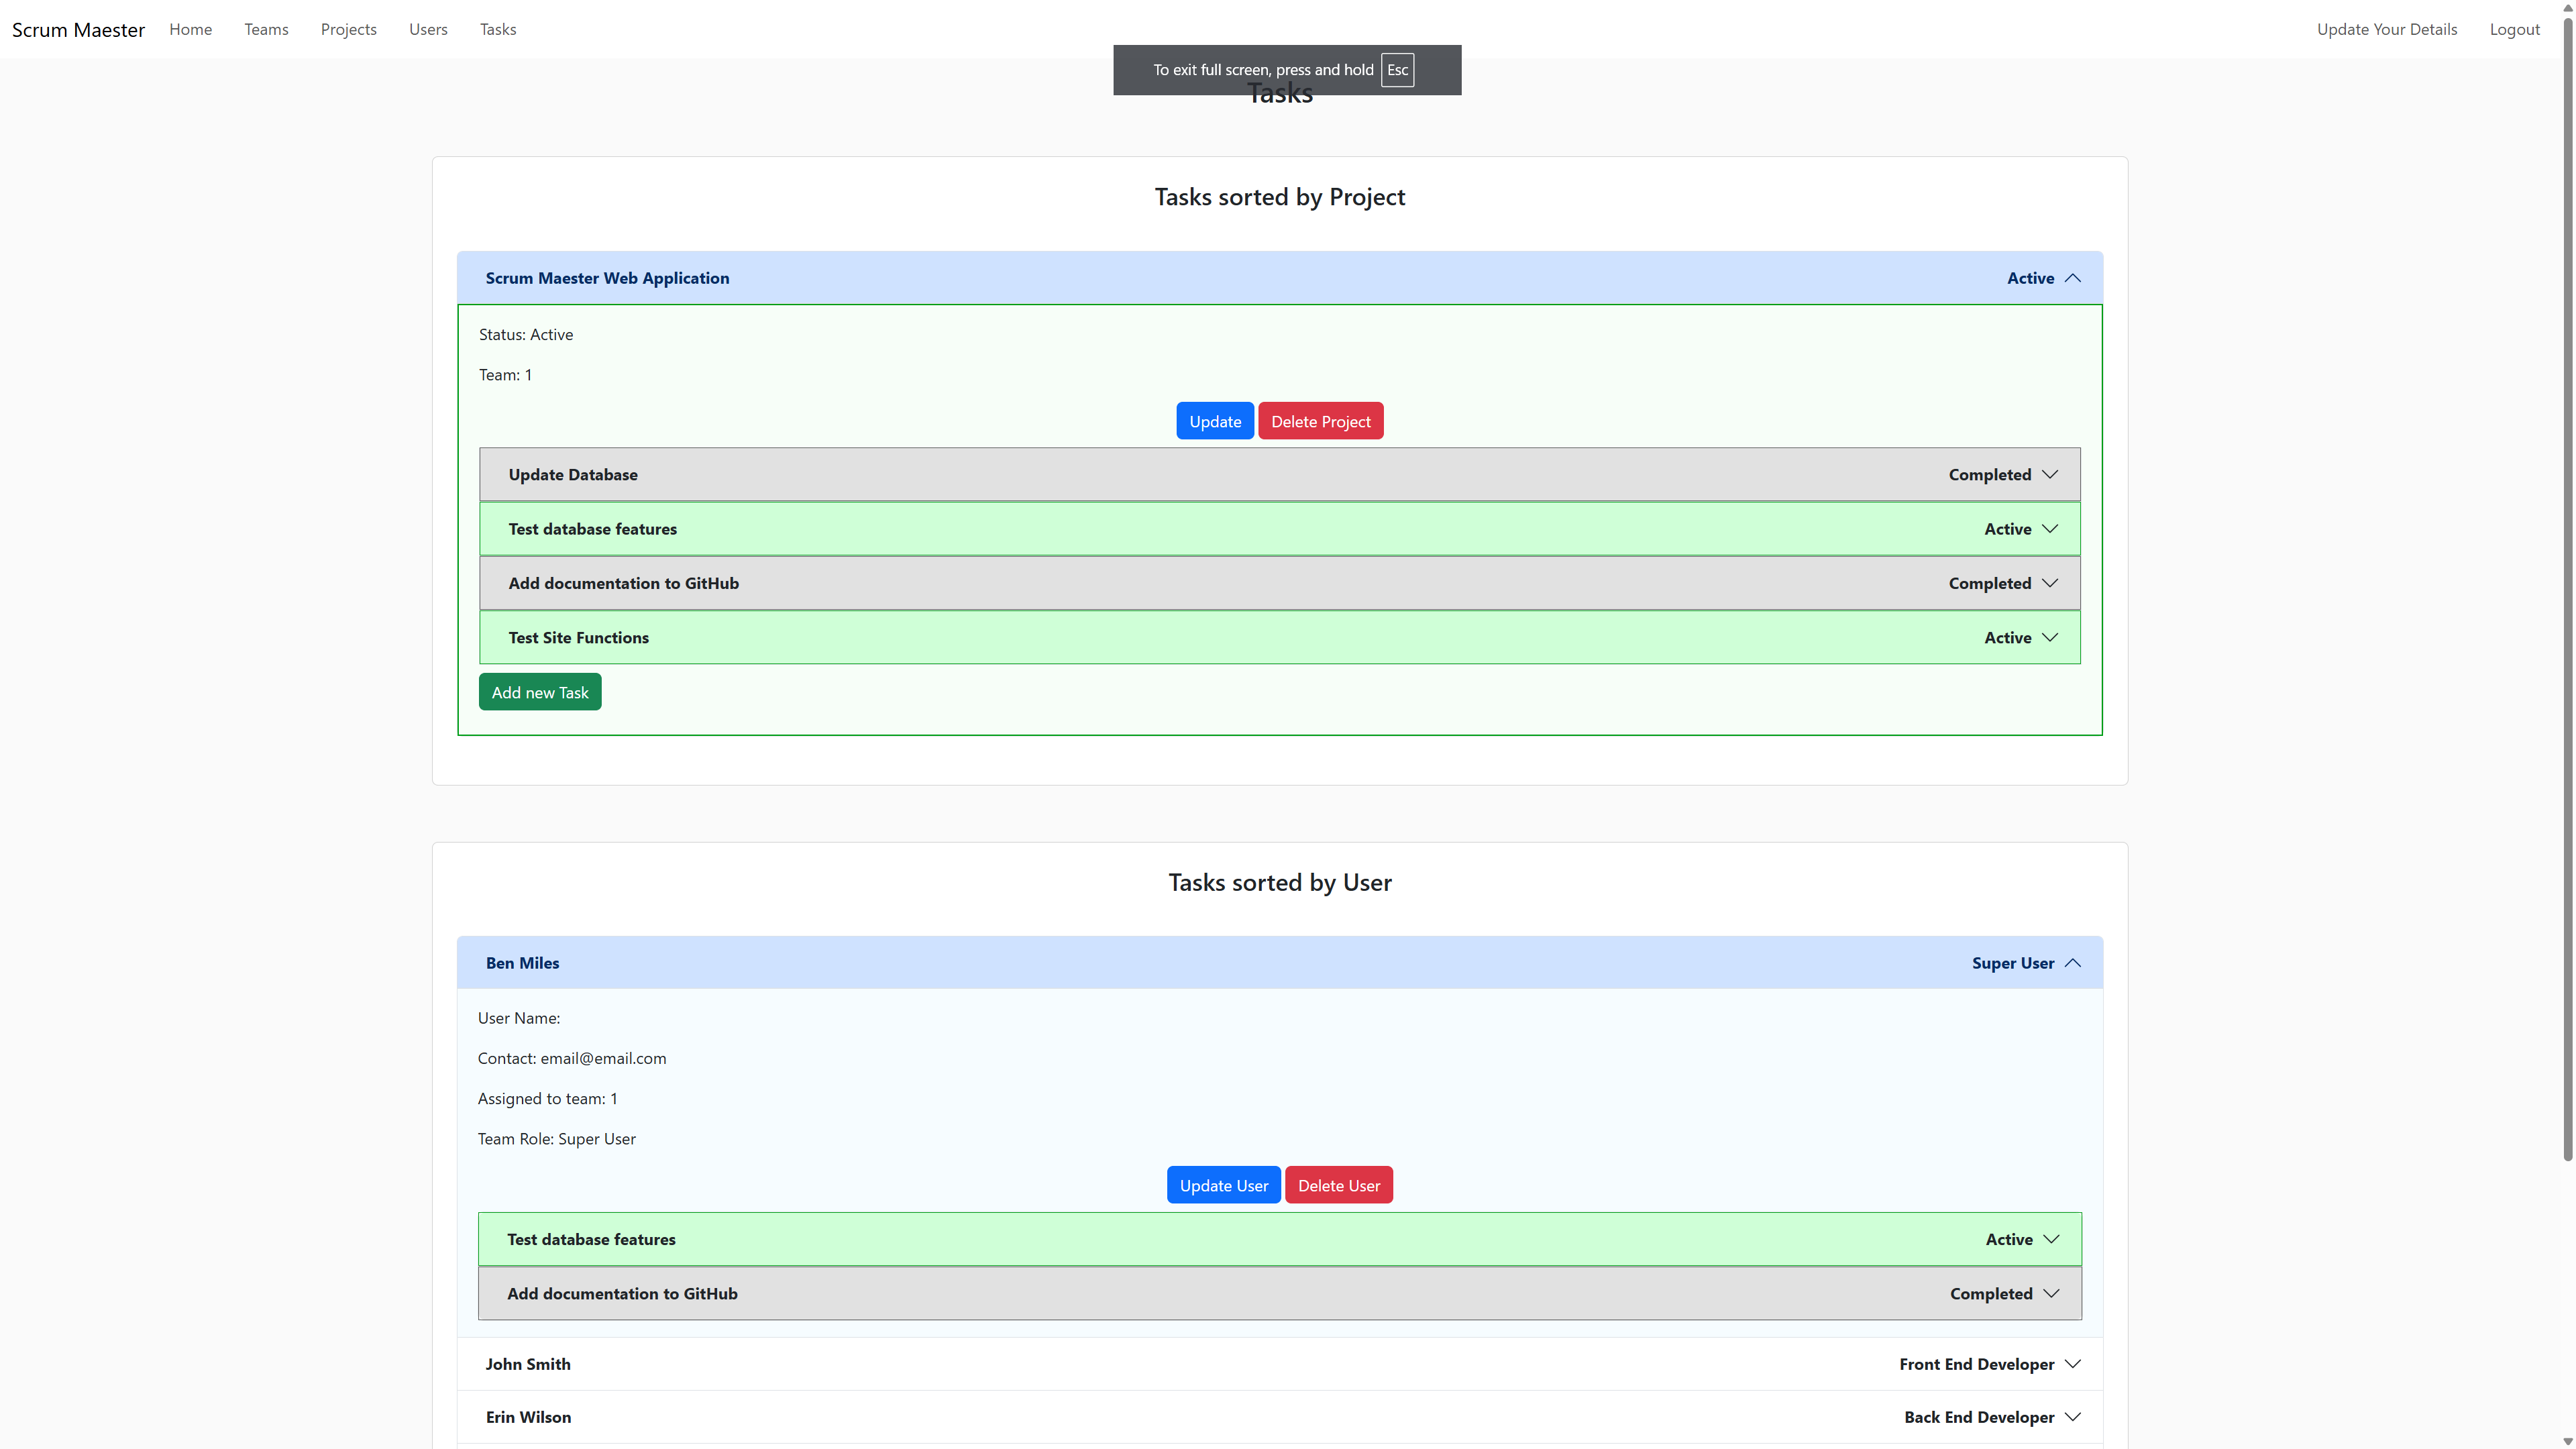 Scrum Maester Home Teams Projects Users Tasks Update Your Details Logout
To exit full screen, press and hold Esc
Tasks
Tasks sorted by Project
Scrum Maester Web Application Active
Status: Active
Team: 1
Update Delete Project
Update Database Completed
Test database features Active
Add documentation to GitHub Completed
Test Site Functions Active
Add new Task
Tasks sorted by User
Ben Miles Super User
User Name:
Contact: email@email.com
Assigned to team: 1
Team Role: Super User
Update User Delete User
Test database features Active
Add documentation to GitHub Completed
John Smith Front End Developer
Erin Wilson Back End Developer